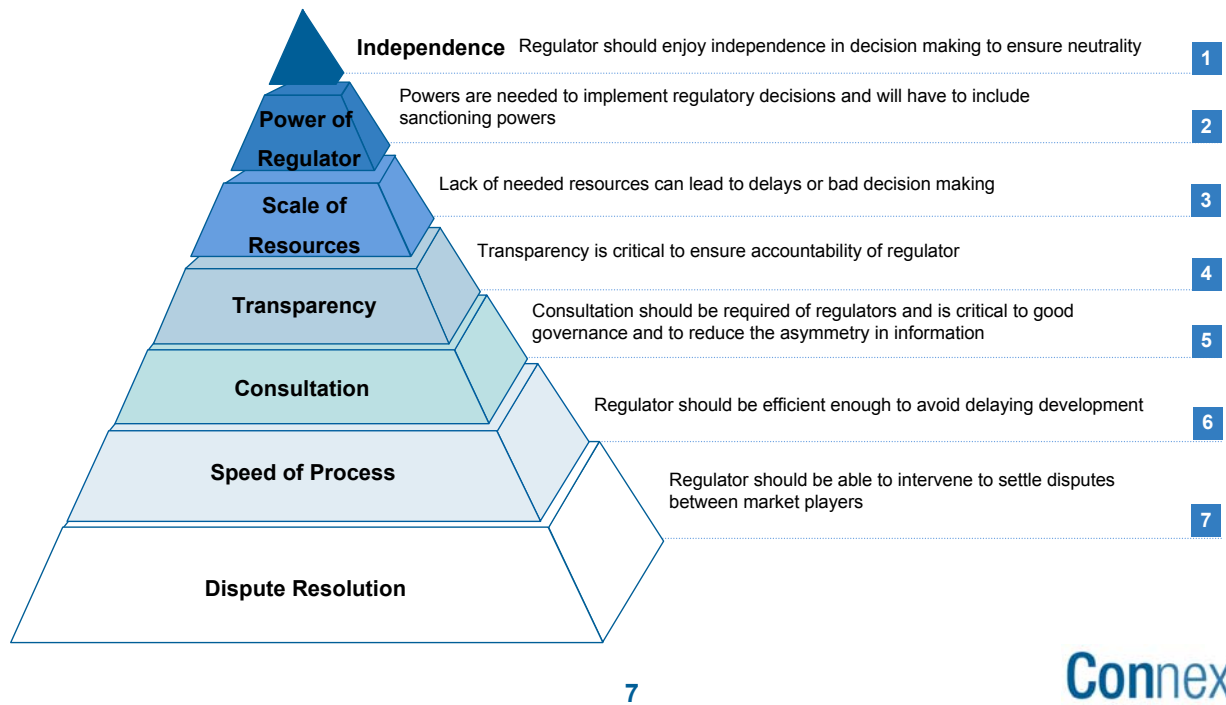 Independence Regulator should enjoy independence in decision making to ensure neutrality
1
Power of
Regulator
Powers are needed to implement regulatory decisions and will have to include
sanctioning powers
2
Scale of
Resources
Lack of needed resources can lead to delays or bad decision making
3
Transparency
Transparency is critical to ensure accountability of regulator
4
Consultation
Consultation should be required of regulators and is critical to good
governance and to reduce the asymmetry in information
5
Speed of Process
Regulator should be efficient enough to avoid delaying development
6
Dispute Resolution
Regulator should be able to intervene to settle disputes
between market players
7
7
Connex